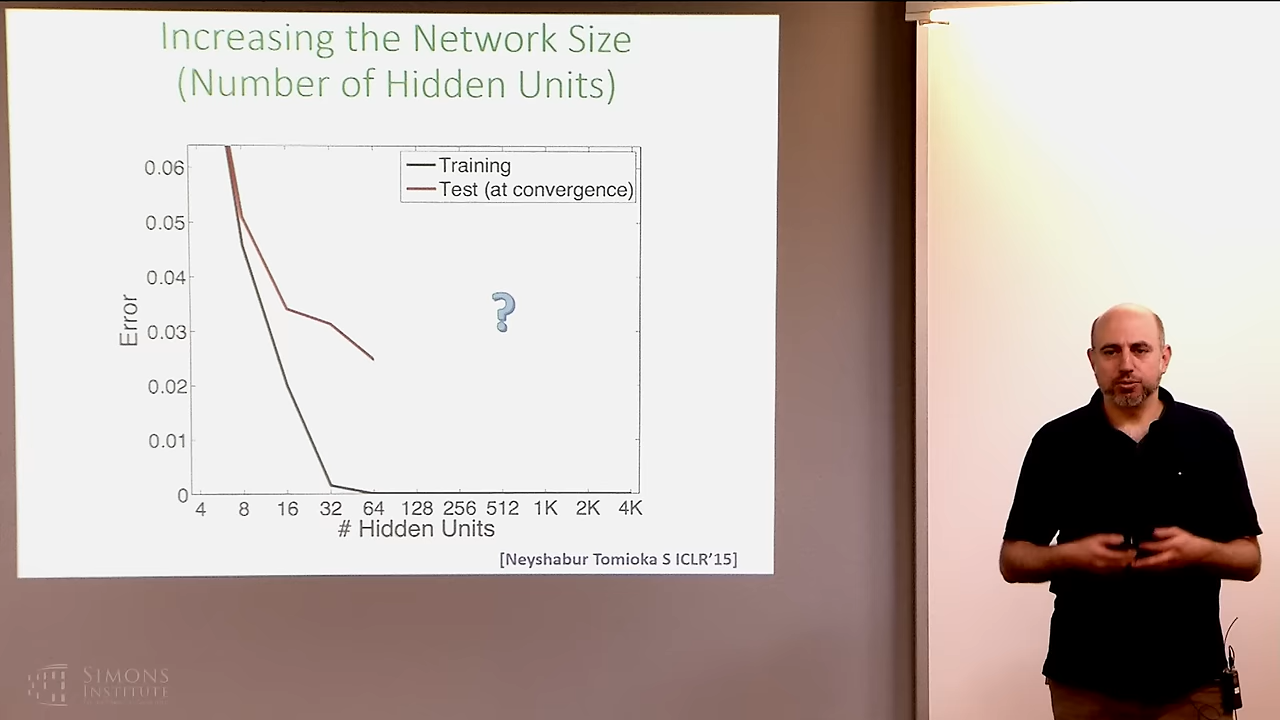 Increasing the Network Size
(Number of Hidden Units)
Training
Test (at convergence)
0.06
0.05
0.04
0.03
0.02
0.01
0
Error
?
4 8 16 32 64 128 256 512 1K 2K 4K
# Hidden Units
[Neyshabur Tomioka S ICLR'15]
SIMONS
INSTITUTE